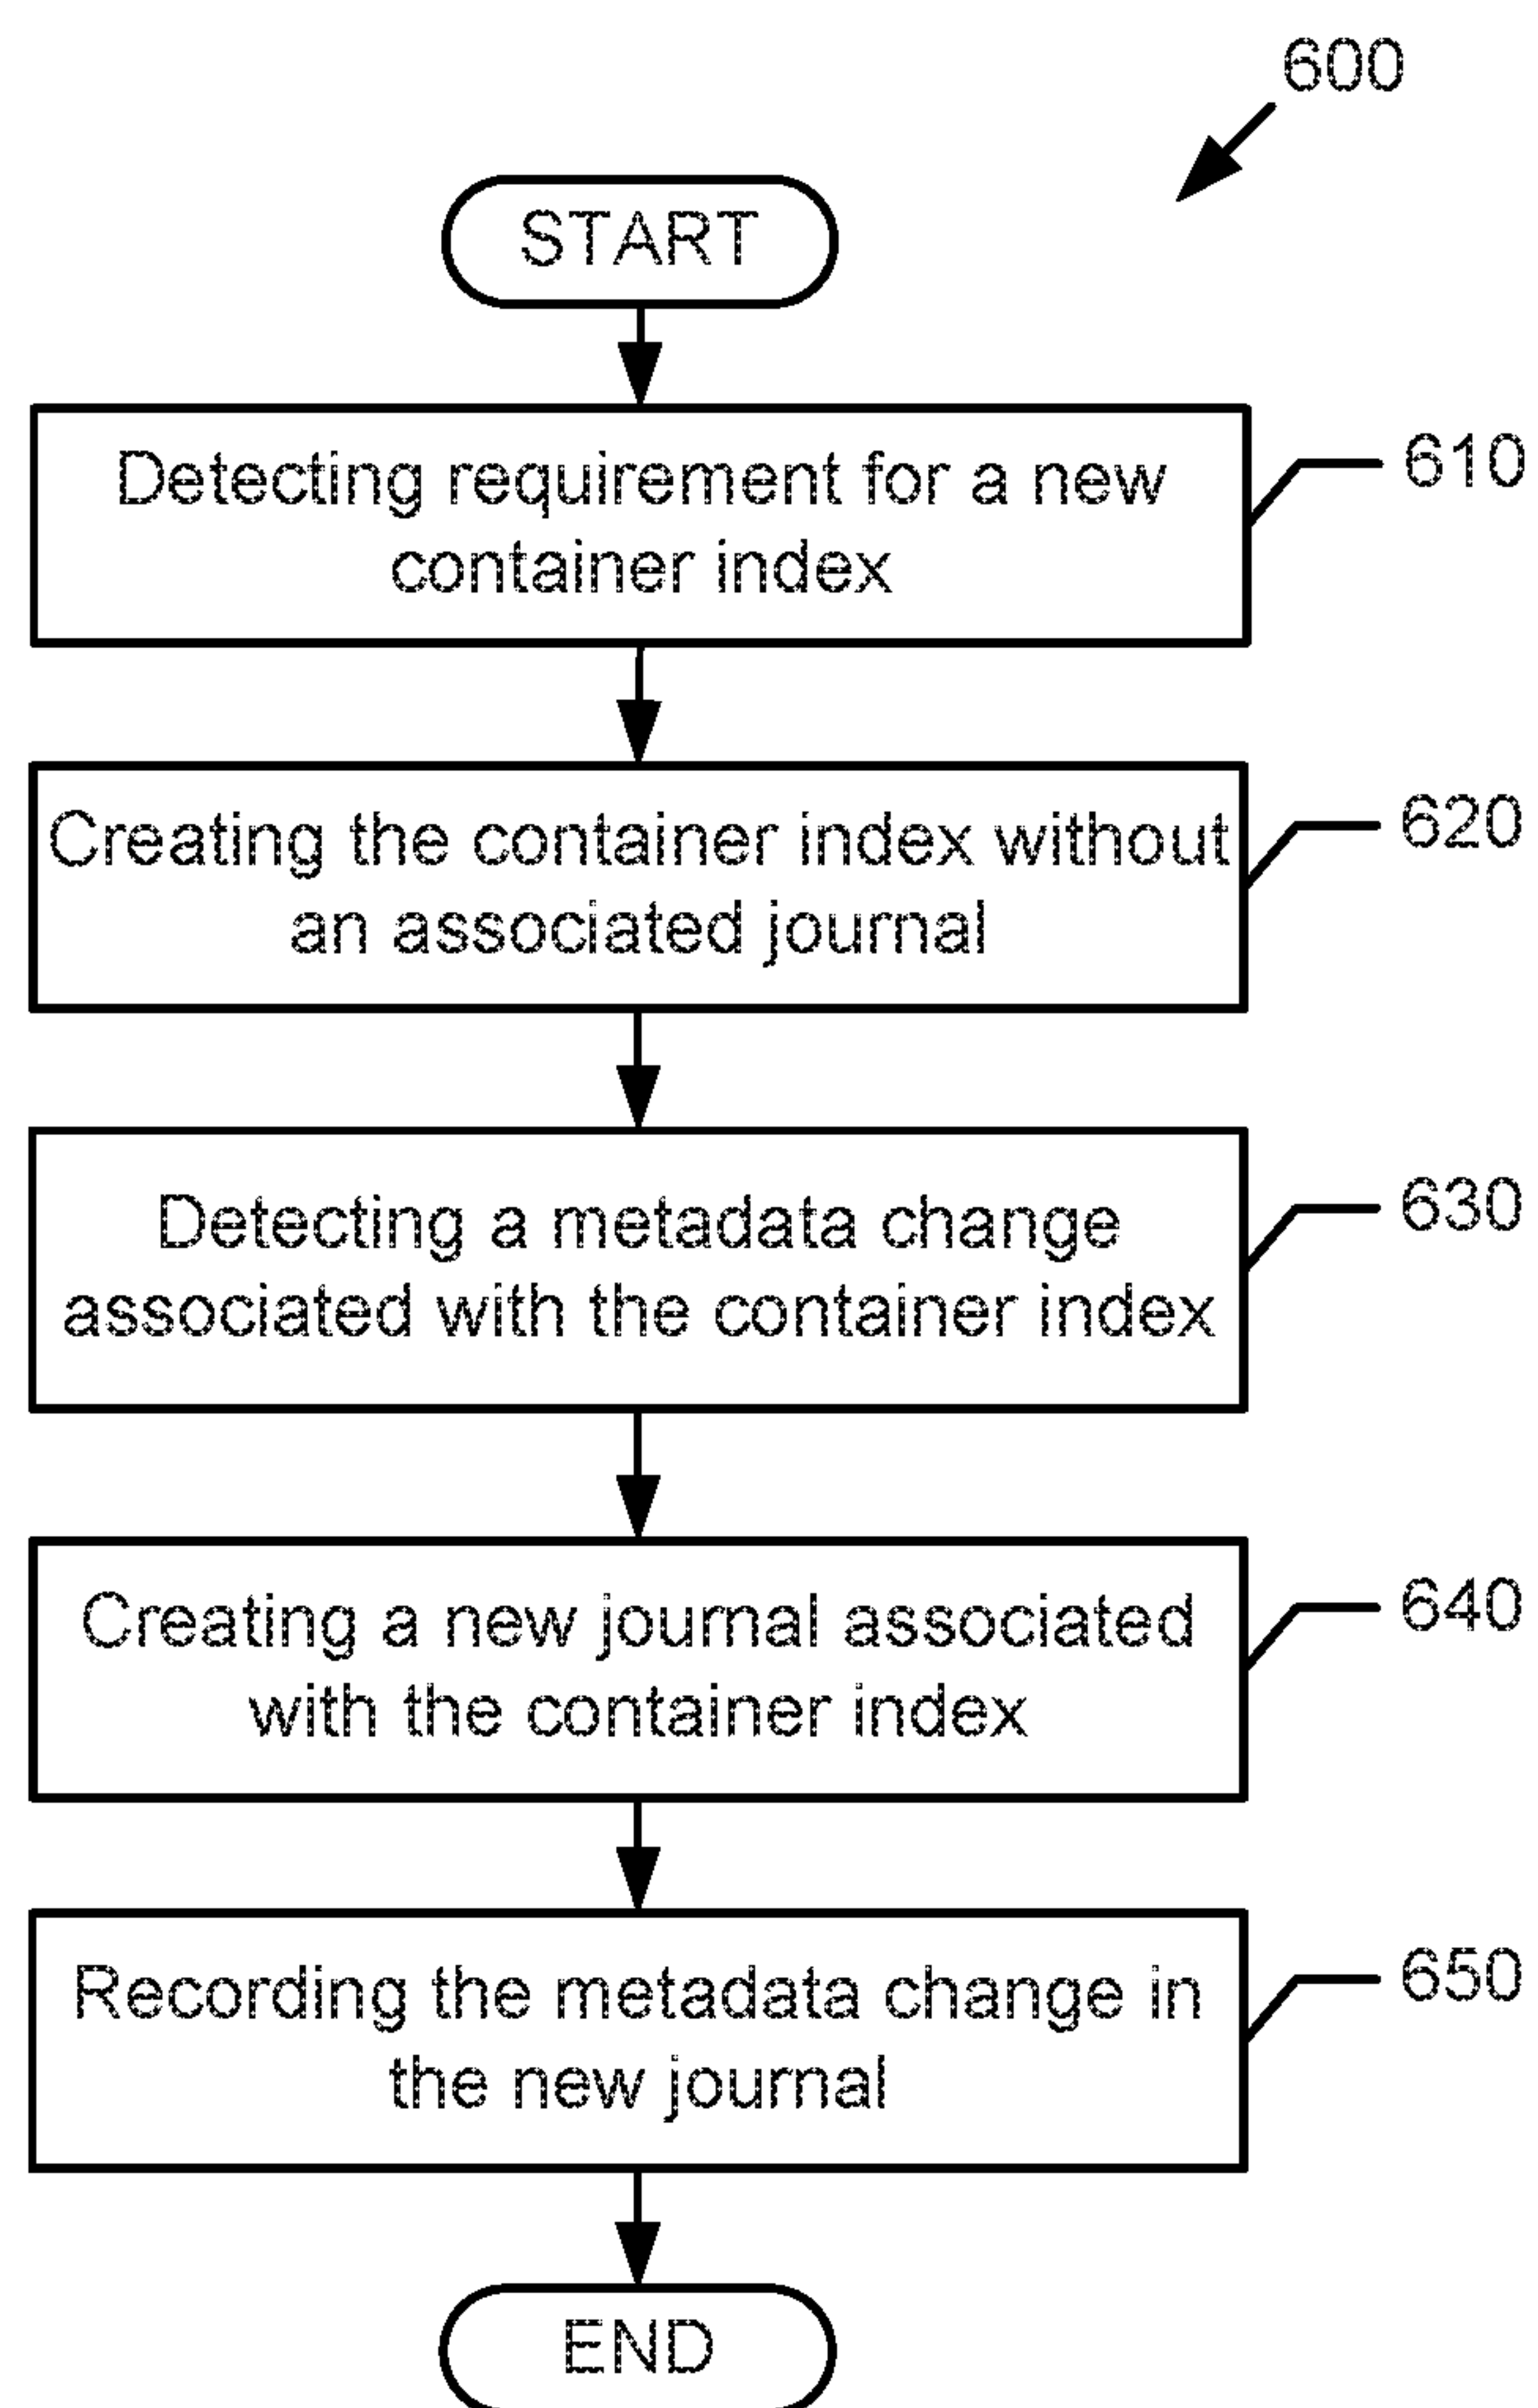 600
START
Detecting requirement for a new
container index
610
Creating the container index without
an associated journal
620
Detecting a metadata change
associated with the container index
630
Creating a new journal associated
with the container index
640
Recording the metadata change in
the new journal
650
END